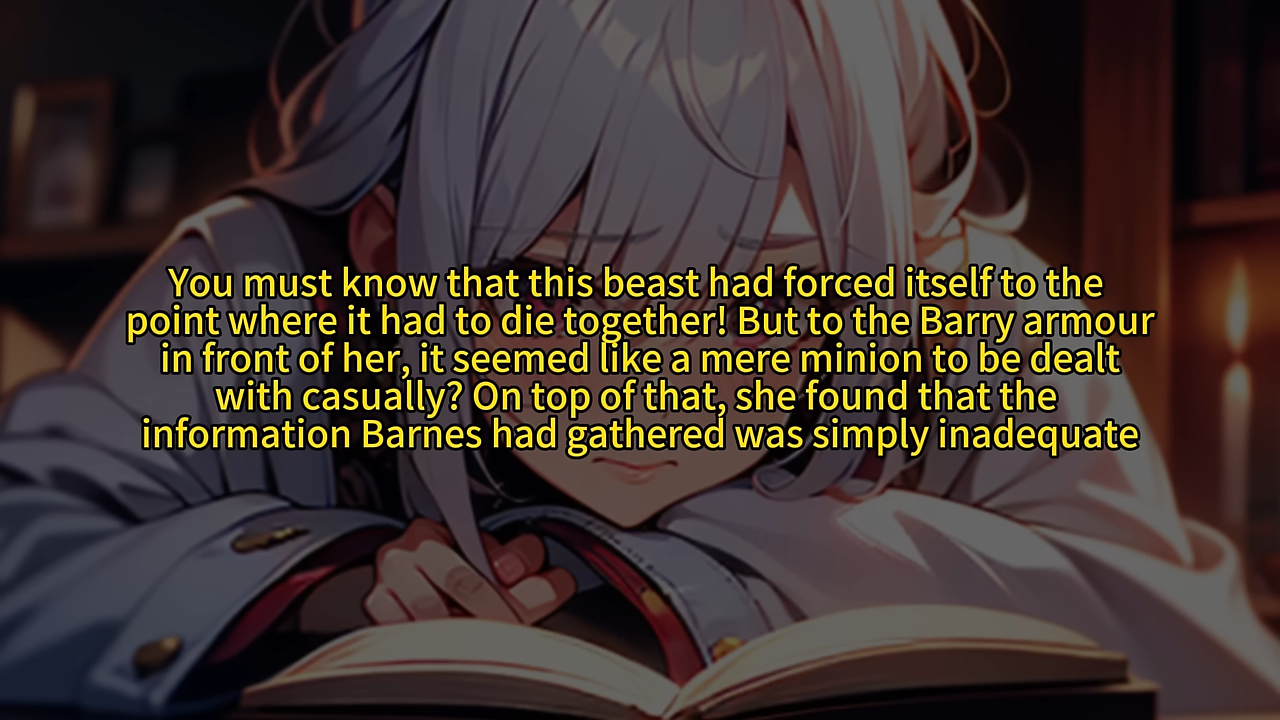 You must know that this beast had forced itself to the
point where it had to die together! But to the Barry armour
in front of her, it seemed like a mere minion to be dealt
with casually? On top of that, she found that the
information Barnes had gathered was simply inadequate